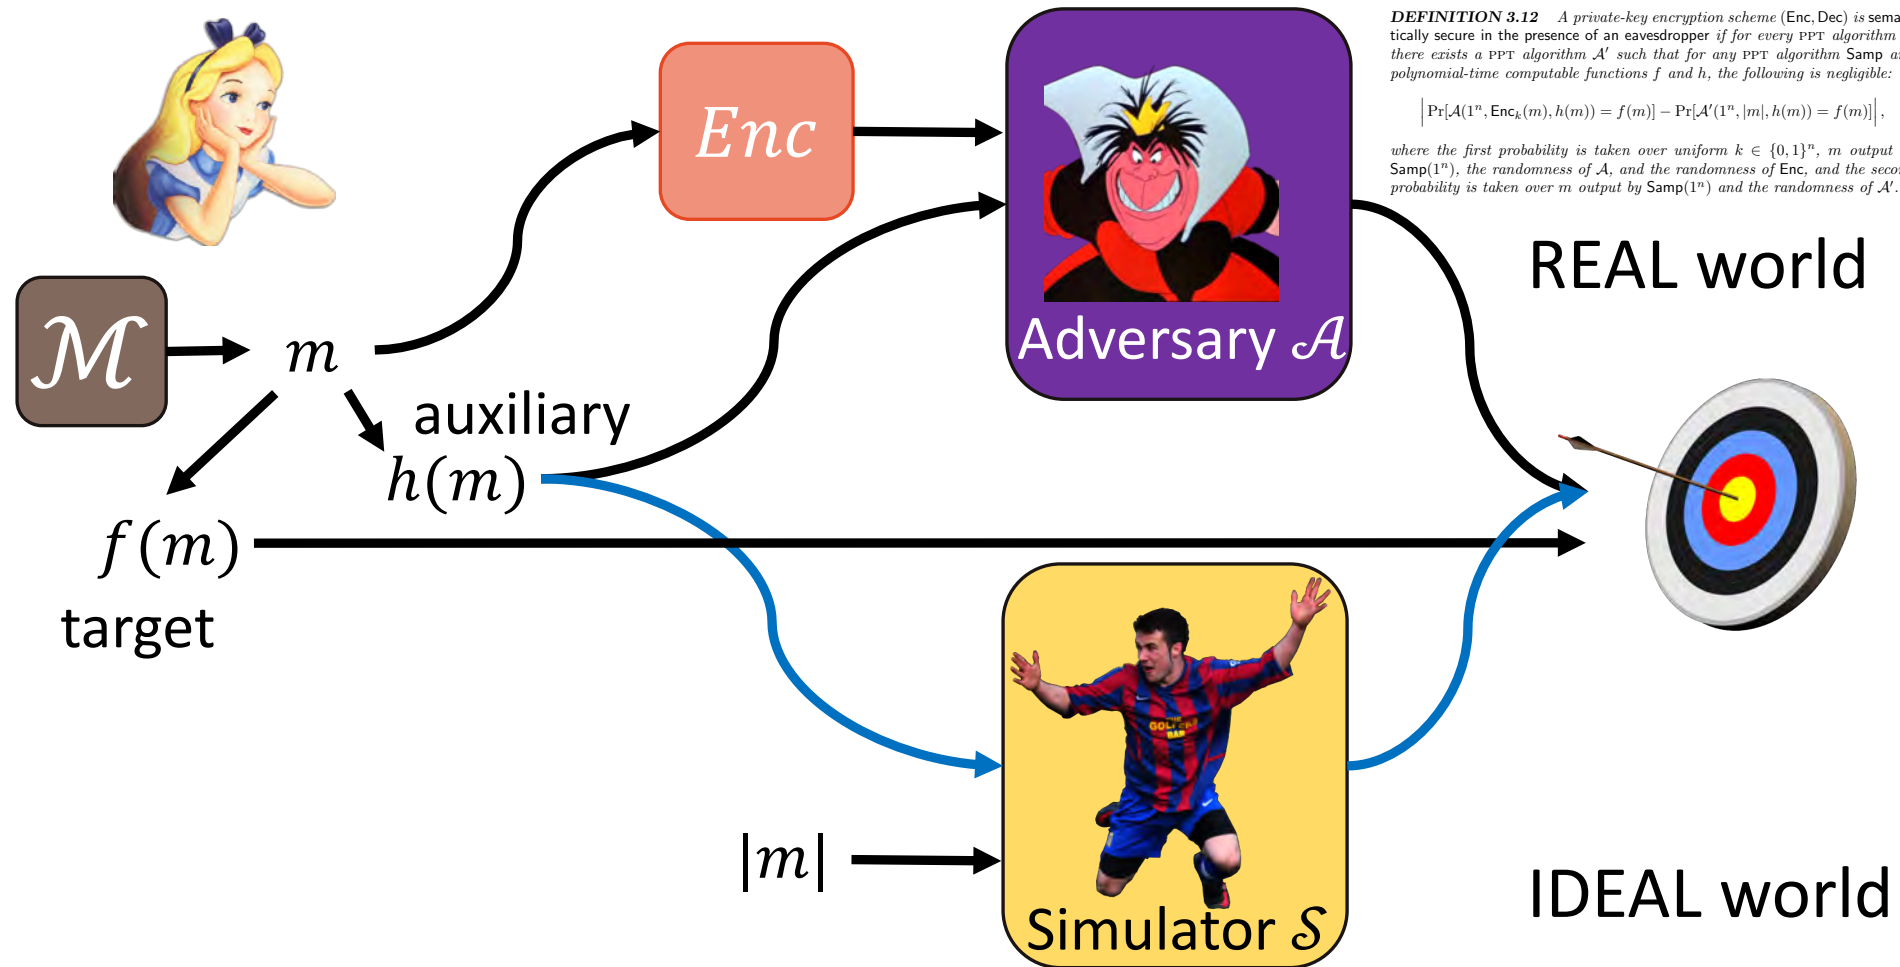 DEFINITION 3.12 A private-key encryption scheme (Enc, Dec) is sema
tically secure in the presence of an eavesdropper if for every PPT algorithm
there exists a PPT algorithm 𝒜′ such that for any PPT algorithm Samp a
polynomial-time computable functions f and h, the following is negligible:
|Pr[𝒜(1ⁿ, Encₖ(m), h(m)) = f(m)] − Pr[𝒜′(1ⁿ, |m|, h(m)) = f(m)]|,
where the first probability is taken over uniform k ∈ {0, 1}ⁿ, m output
Samp(1ⁿ), the randomness of 𝒜, and the randomness of Enc, and the seco
probability is taken over m output by Samp(1ⁿ) and the randomness of 𝒜′.
Enc
REAL world
ℳ
m
Adversary 𝒜
auxiliary
h(m)
f(m)
target
GOLFERS
BAR
|m|
Simulator 𝒮
IDEAL world